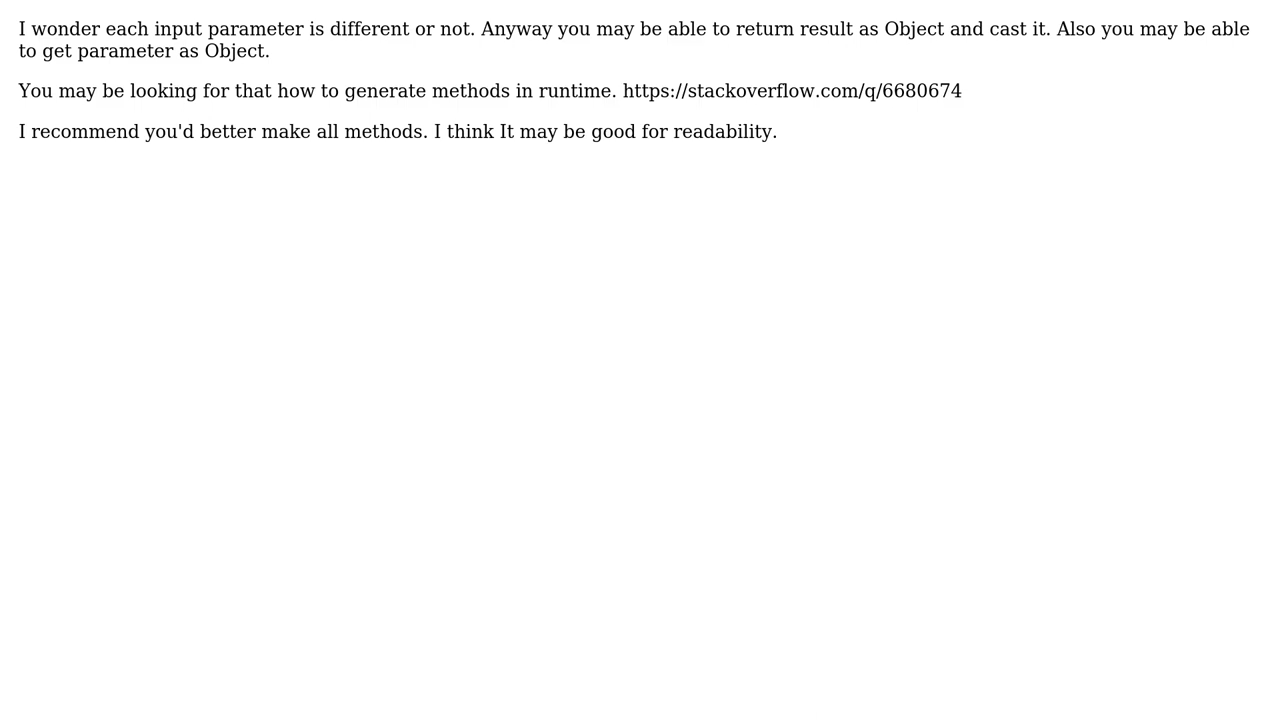 I wonder each input parameter is different or not. Anyway you may be able to return result as Object and cast it. Also you may be able
to get parameter as Object.
You may be looking for that how to generate methods in runtime. https://stackoverflow.com/q/6680674
I recommend you'd better make all methods. I think It may be good for readability.